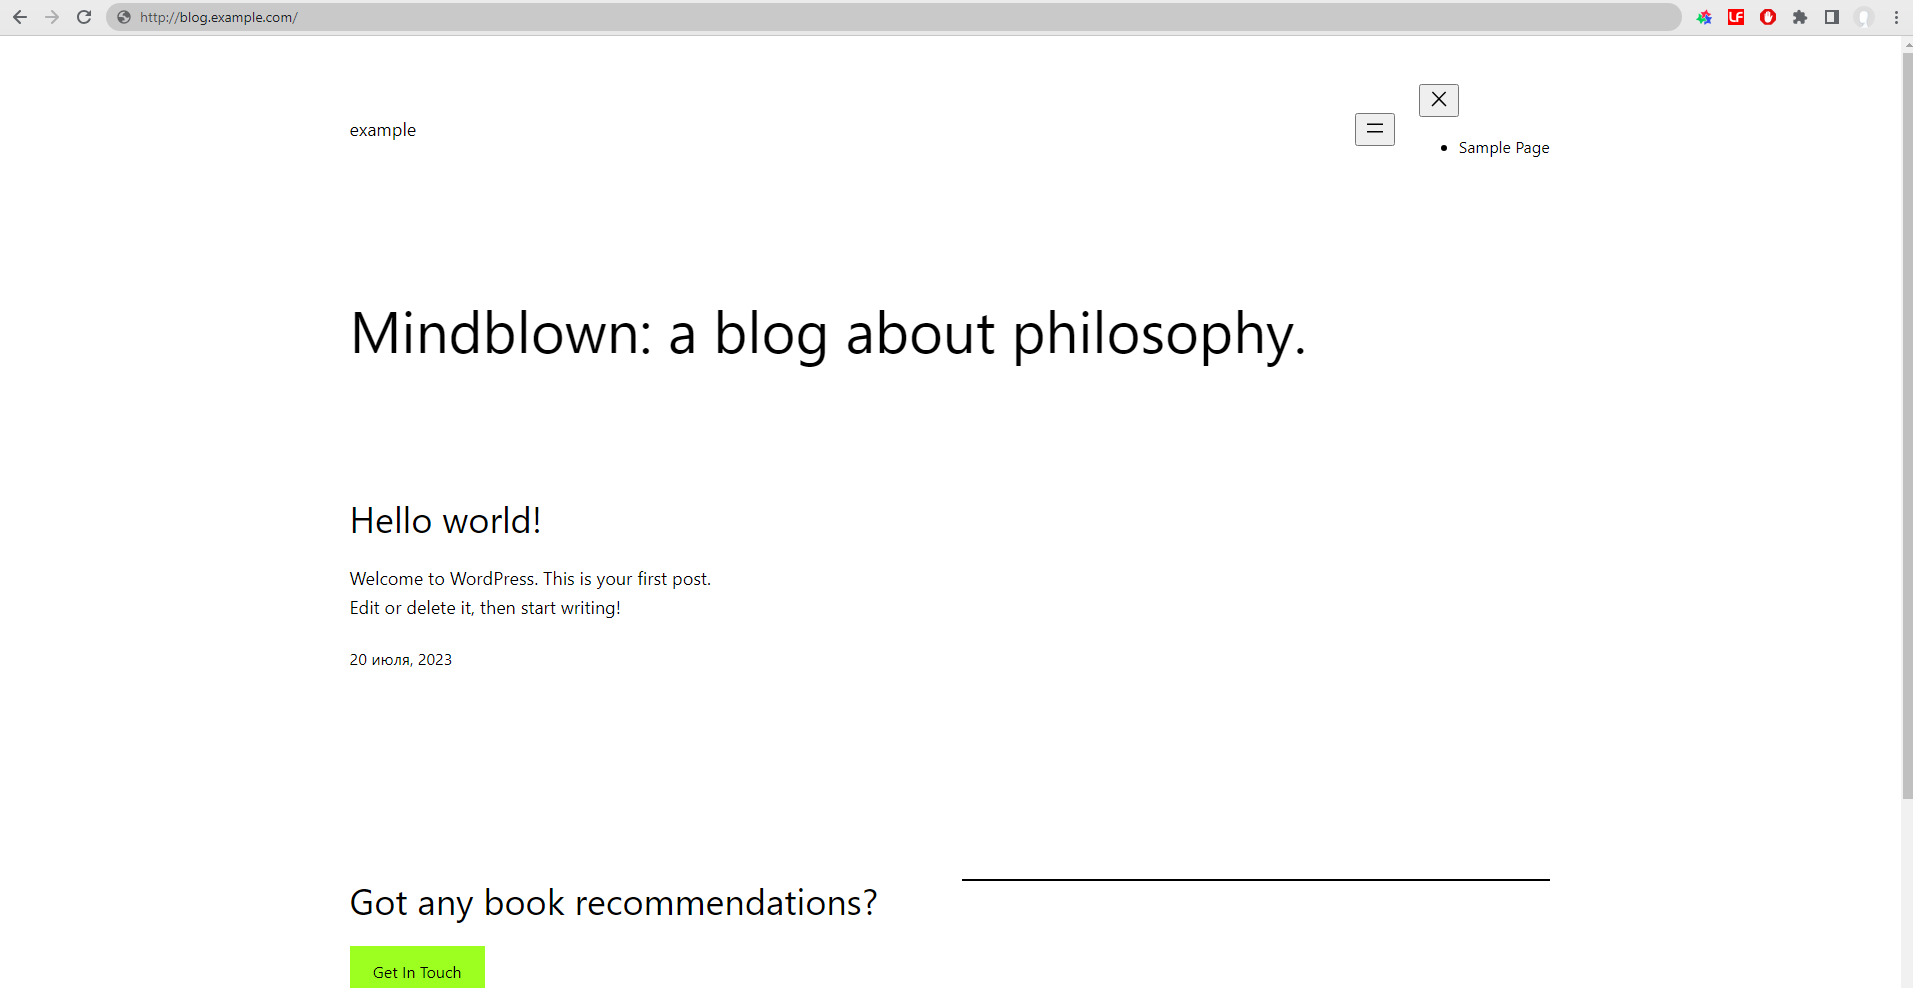 http://blog.example.com/
LF
example
Sample Page
Mindblown: a blog about philosophy.
Hello world!
Welcome to WordPress. This is your first post.
Edit or delete it, then start writing!
20 июля, 2023
Got any book recommendations?
Get In Touch